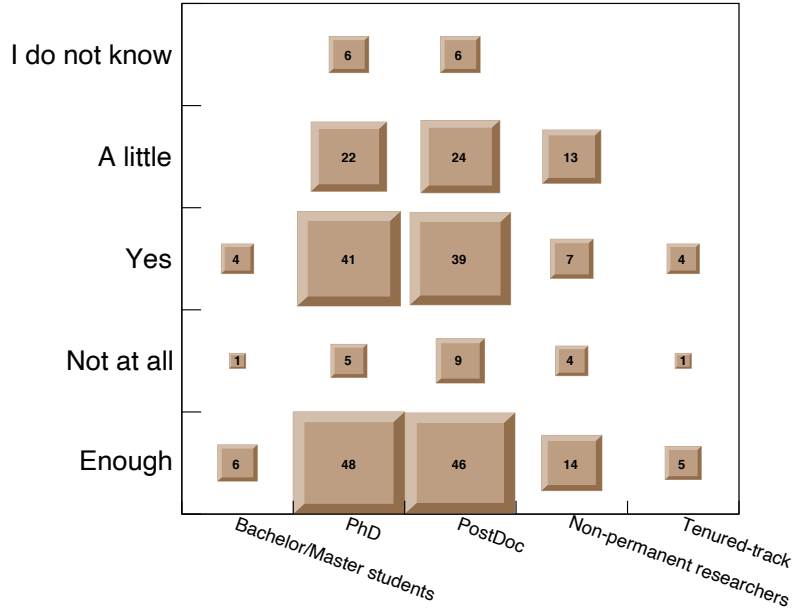 I do not know
6 6
A little
22 24 13
Yes
4 41 39 7 4
Not at all
1 5 9 4 1
Enough
6 48 46 14 5
Bachelor/Master students
PhD
PostDoc
Non-permanent researchers
Tenured-track